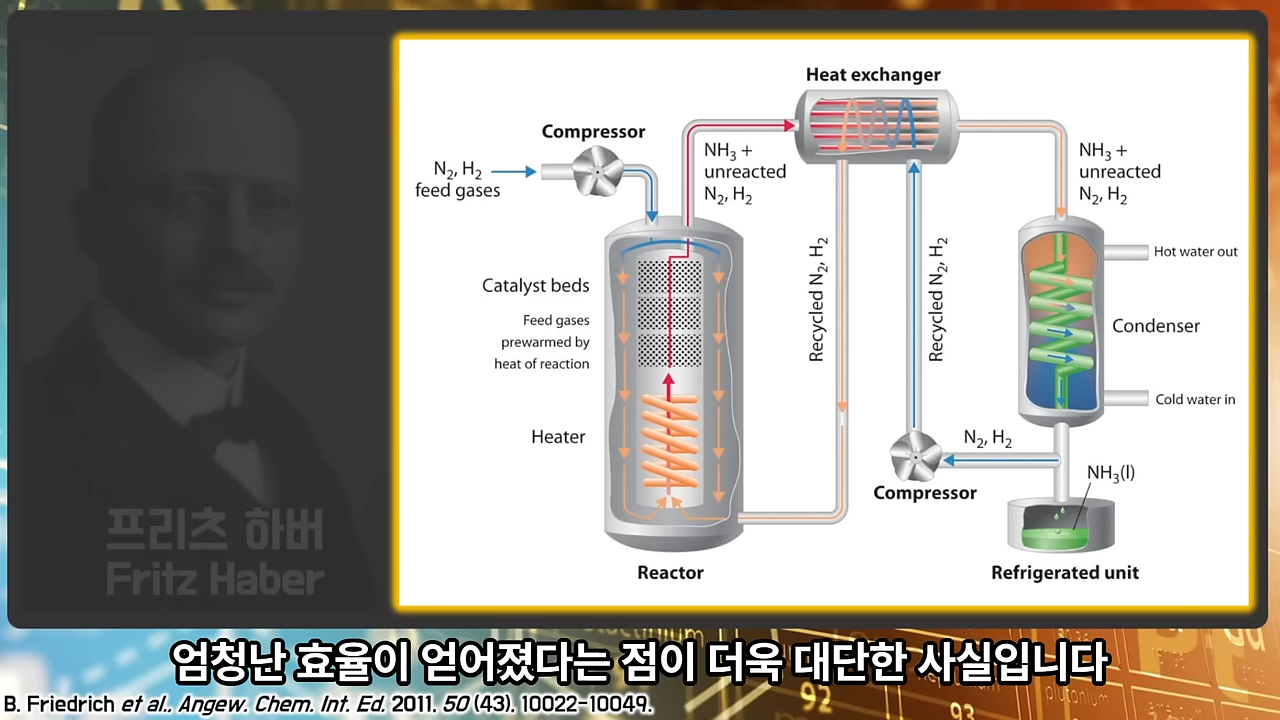 Heat exchanger
Compressor
N₂, H₂
feed gases
NH₃ +
unreacted
N₂, H₂
NH₃ +
unreacted
N₂, H₂
Catalyst beds
Feed gases
prewarmed by
heat of reaction
Heater
Recycled N₂, H₂
Recycled N₂, H₂
Hot water out
Condenser
Cold water in
N₂, H₂
Compressor
NH₃(l)
Reactor
Refrigerated unit
프리츠 하버
Fritz Haber
엄청난 효율이 얻어졌다는 점이 더욱 대단한 사실입니다
B. Friedrich et al., Angew. Chem. Int. Ed. 2011, 50 (43), 10022-10049.
92
93
plutonium